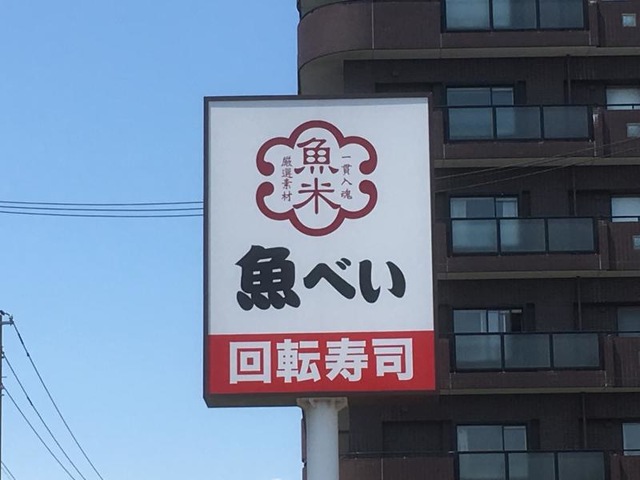 一貫入魂
魚米
厳選素材
魚べい
回転寿司